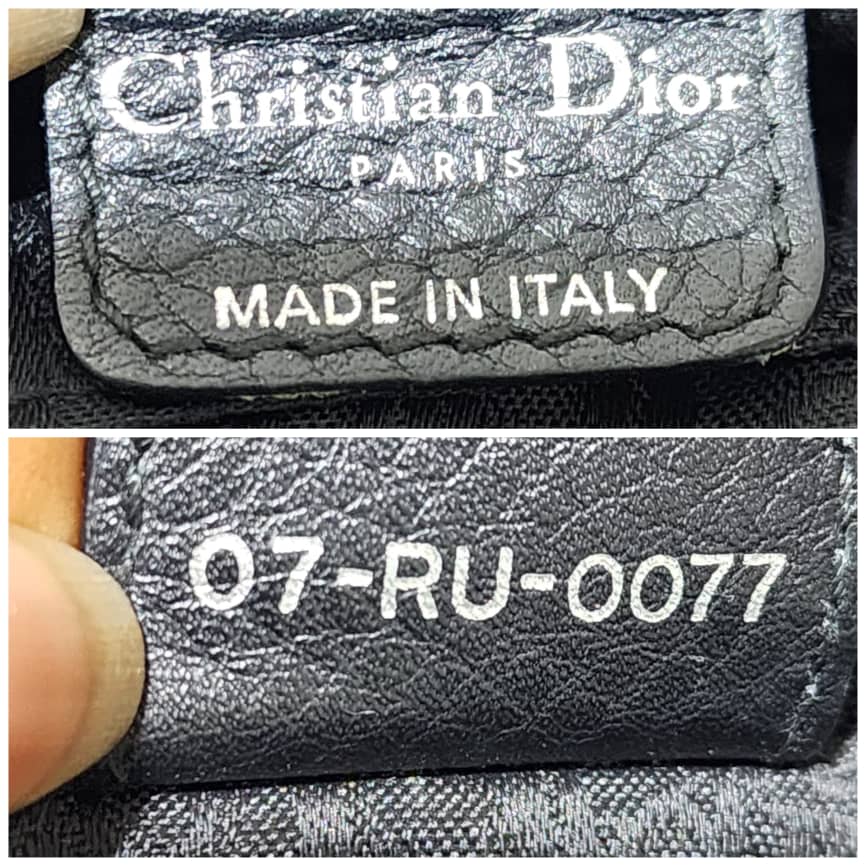 Christian Dior
PARIS
MADE IN ITALY
07-RU-0077